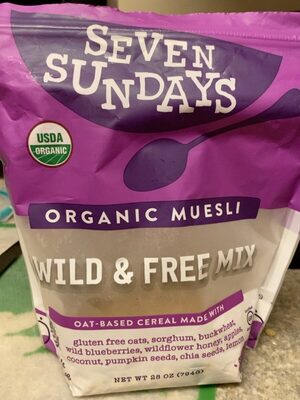 SEVEN
SUNDAYS
USDA
ORGANIC
ORGANIC MUESLI
WILD & FREE MIX
OAT-BASED CEREAL MADE WITH
gluten free oats, sorghum, buckwheat,
wild blueberries, wildflower honey, apples,
coconut, pumpkin seeds, chia seeds, lemon
NET WT 28 OZ (794G)